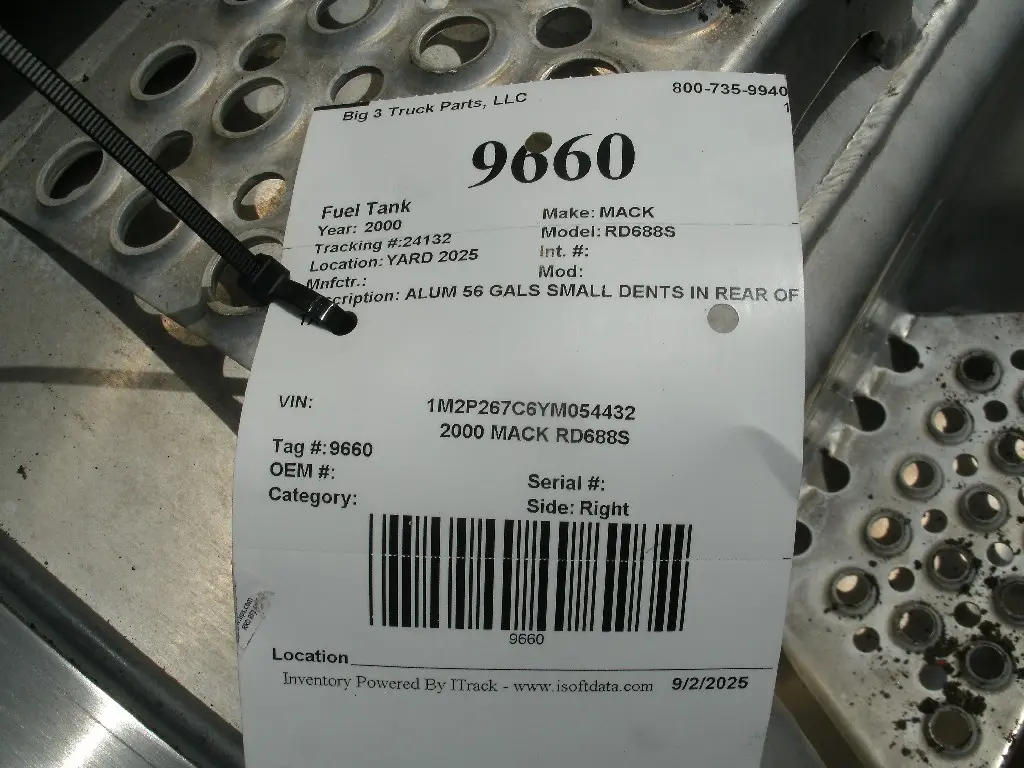 Big 3 Truck Parts, LLC 800-735-9940
1
9660
Fuel Tank
Year: 2000 Make: MACK
Tracking #:24132 Model: RD688S
Location: YARD 2025 Int. #:
Mnfctr.: Mod:
scription: ALUM 56 GALS SMALL DENTS IN REAR OF
VIN: 1M2P267C6YM054432
2000 MACK RD688S
Tag #: 9660
OEM #: Serial #:
Category: Side: Right
9660
Location
Inventory Powered By ITrack - www.isoftdata.com 9/2/2025